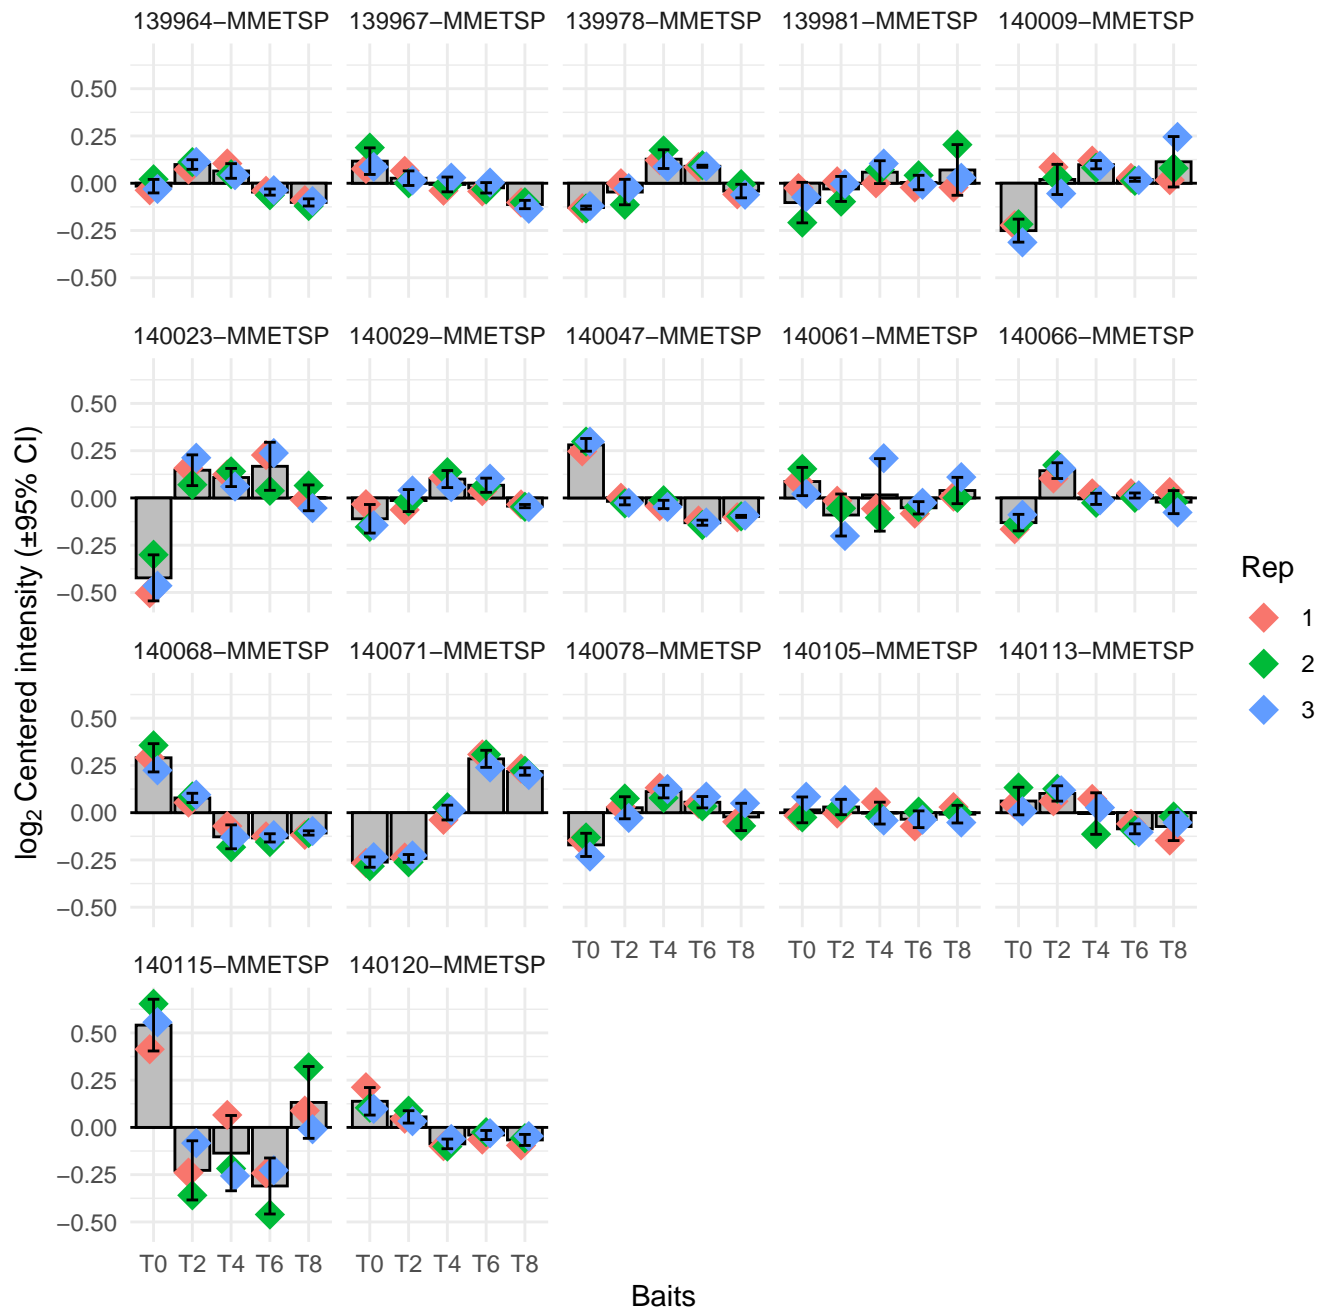 139964−MMETSP 139967−MMETSP 139978−MMETSP 139981−MMETSP 140009−MMETSP
0.50
0.25
0.00
−0.25
−0.50
140023−MMETSP 140029−MMETSP 140047−MMETSP 140061−MMETSP 140066−MMETSP
0.50
0.25
0.00
−0.25
−0.50
140068−MMETSP 140071−MMETSP 140078−MMETSP 140105−MMETSP 140113−MMETSP
0.50
0.25
0.00
−0.25
−0.50
T0 T2 T4 T6 T8 T0 T2 T4 T6 T8 T0 T2 T4 T6 T8
140115−MMETSP 140120−MMETSP
0.50
0.25
0.00
−0.25
−0.50
T0 T2 T4 T6 T8 T0 T2 T4 T6 T8
Baits
log2 Centered intensity (±95% CI)
Rep
1
2
3